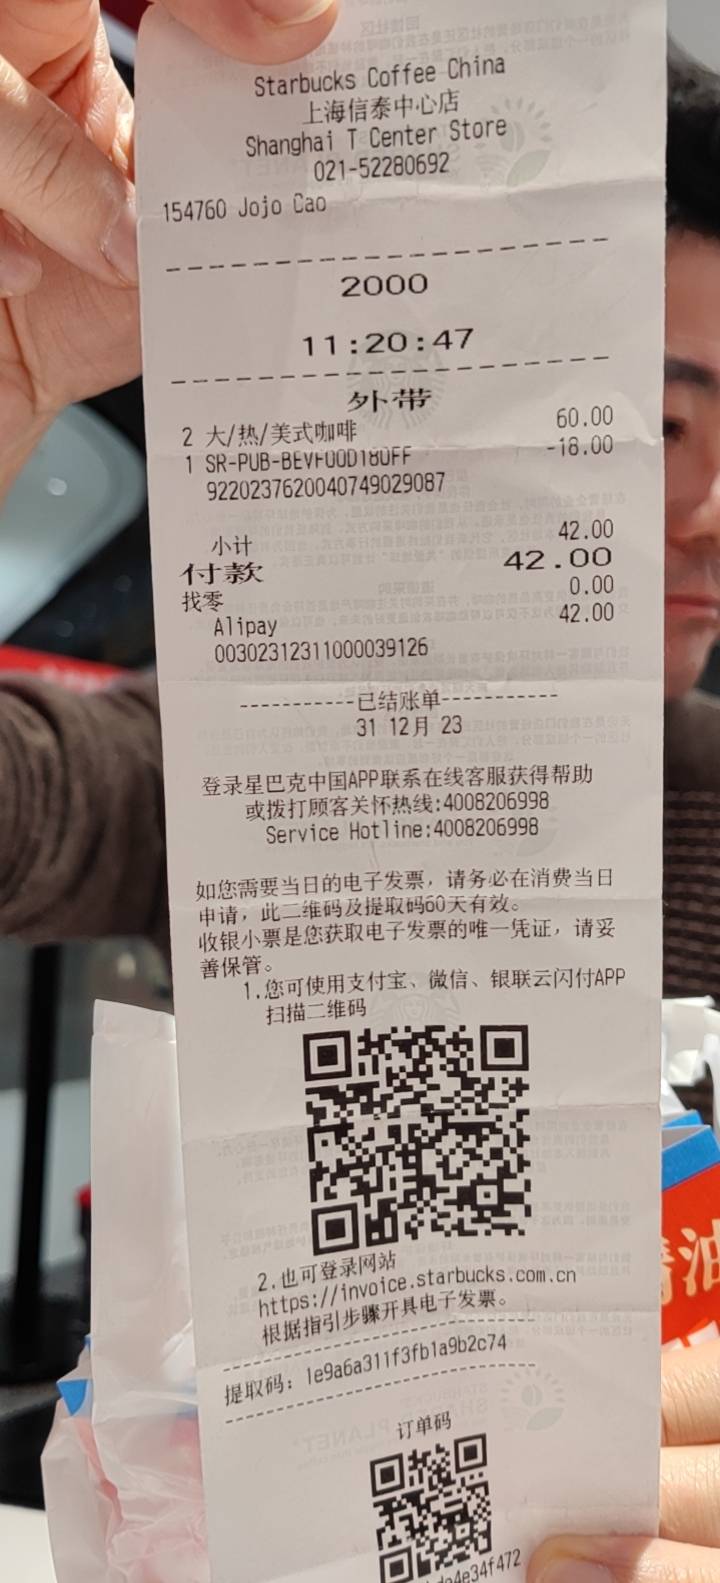 Starbucks Coffee China
上海信泰中心店
Shanghai T Center Store
021-52280692
154760 Jojo Cao
2000
11:20:47
外带
2 大/热/美式咖啡 60.00
1 SR-PUB-BEVFOOD18OFF -18.00
9220237620040749029087
小计 42.00
付款 42.00
找零 0.00
Alipay 42.00
00302312311000039126
-----------已结账单-----------
31 12月 23
登录星巴克中国APP联系在线客服获得帮助
或拨打顾客关怀热线:4008206998
Service Hotline:4008206998
如您需要当日的电子发票，请务必在消费当日
申请，此二维码及提取码60天有效。
收银小票是您获取电子发票的唯一凭证，请妥
善保管。
1.您可使用支付宝、微信、银联云闪付APP
扫描二维码
2.也可登录网站
https://invoice.starbucks.com.cn
根据指引步骤开具电子发票。
提取码: 1e9a6a311f3fb1a9b2c74
订单码
油